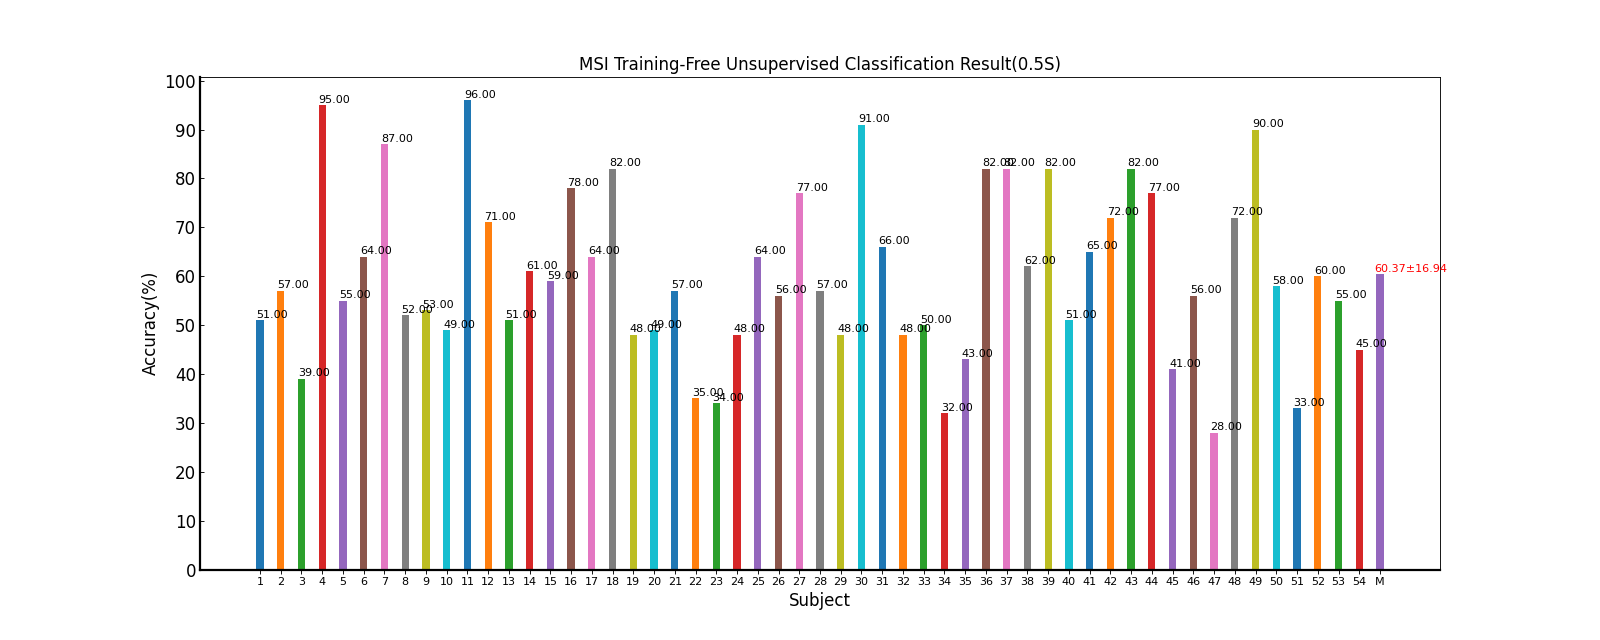 MSI Training-Free Unsupervised Classification Result(0.5S)
Accuracy(%)
100
90
80
70
60
50
40
30
20
10
0
51.00 57.00 39.00 95.00 55.00 64.00 87.00 52.00 53.00 49.00 96.00 71.00 51.00 61.00 59.00 78.00 64.00 82.00 48.00 49.00 57.00 35.00 34.00 48.00 64.00 56.00 77.00 57.00 48.00 91.00 66.00 48.00 50.00 32.00 43.00 82.00 82.00 62.00 82.00 51.00 65.00 72.00 82.00 77.00 41.00 56.00 28.00 72.00 90.00 58.00 33.00 60.00 55.00 45.00 60.37±16.94
1 2 3 4 5 6 7 8 9 10 11 12 13 14 15 16 17 18 19 20 21 22 23 24 25 26 27 28 29 30 31 32 33 34 35 36 37 38 39 40 41 42 43 44 45 46 47 48 49 50 51 52 53 54 M
Subject